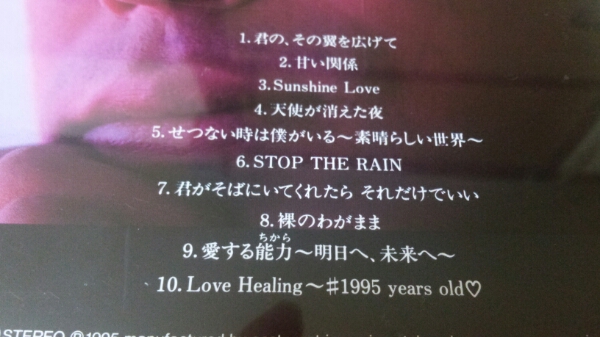 1.君の、その翼を広げて
2.甘い関係
3.Sunshine Love
4.天使が消えた夜
5.せつない時は僕がいる〜素晴らしい世界〜
6.STOP THE RAIN
7.君がそばにいてくれたら それだけでいい
8.裸のわがまま
ちから
9.愛する能力〜明日へ、未来へ〜
10.Love Healing〜♯1995 years old♡
STEREO ℗1995 manufactured by